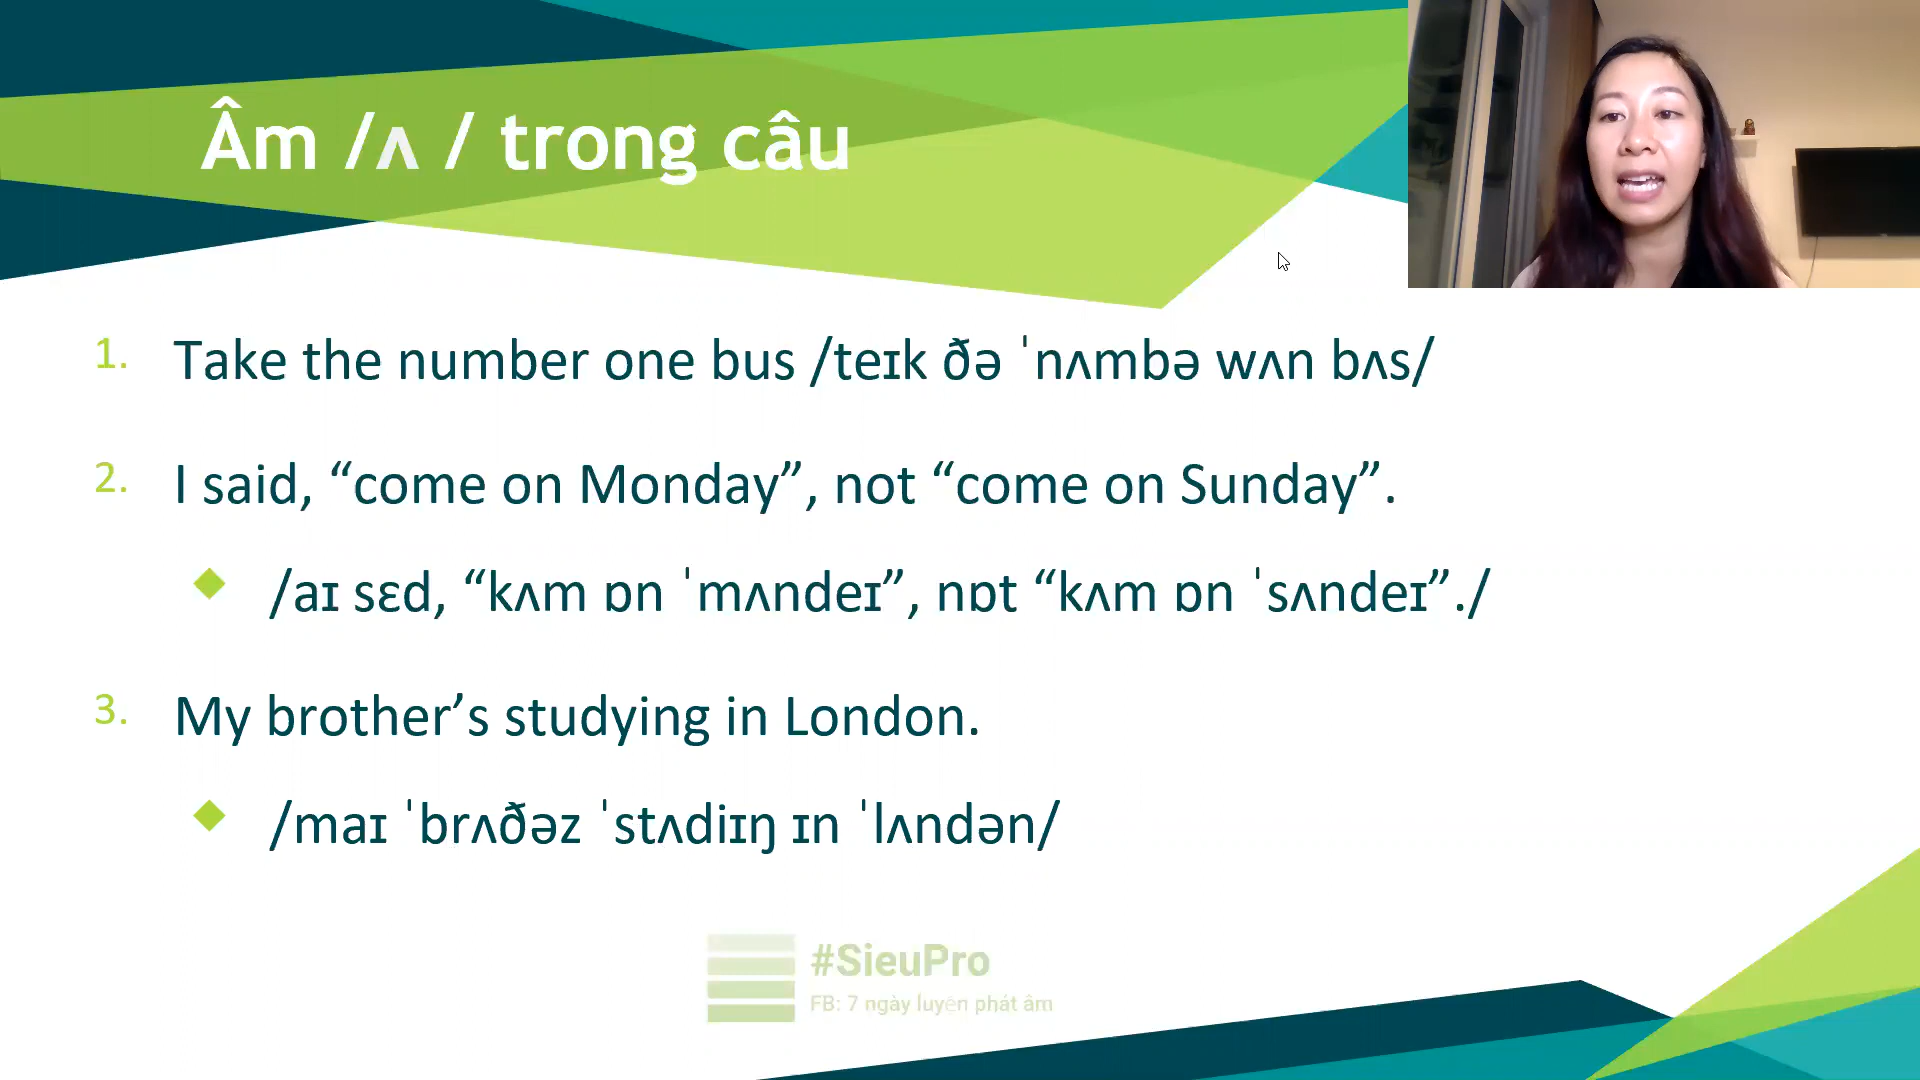 Âm /ʌ / trong câu
1. Take the number one bus /teɪk ðə ˈnʌmbə wʌn bʌs/
2. I said, “come on Monday”, not “come on Sunday”.
/aɪ sɛd, “kʌm ɒn ˈmʌndeɪ”, nɒt “kʌm ɒn ˈsʌndeɪ”./
3. My brother’s studying in London.
/maɪ ˈbrʌðəz ˈstʌdiɪŋ ɪn ˈlʌndən/
#SieuPro
FB: 7 ngày luyện phát âm